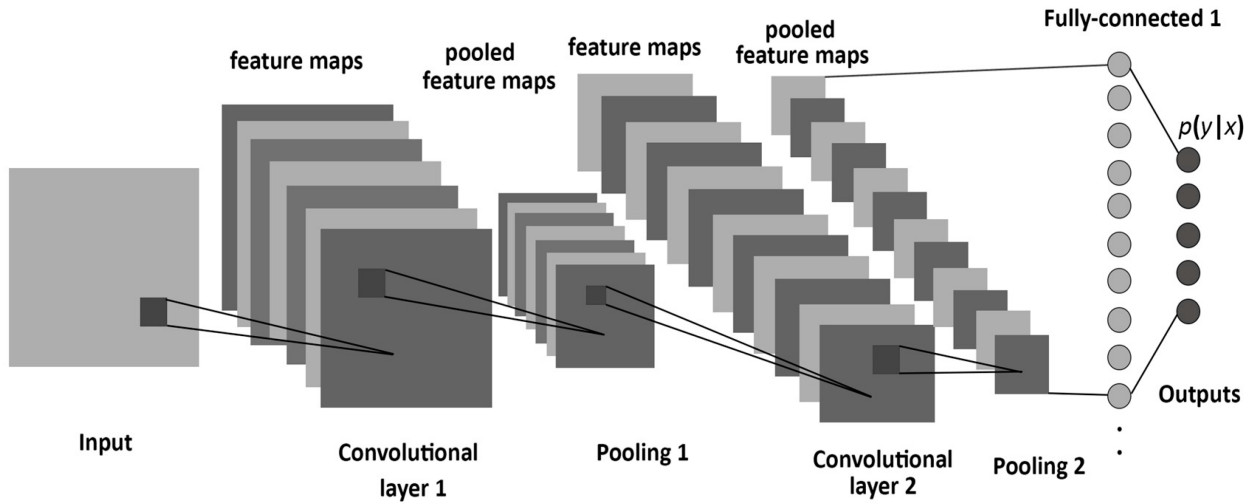 Fully-connected 1
feature maps
pooled
feature maps
feature maps
pooled
feature maps
p(y|x)
Outputs
Input
Convolutional
layer 1
Pooling 1
Convolutional
layer 2
Pooling 2